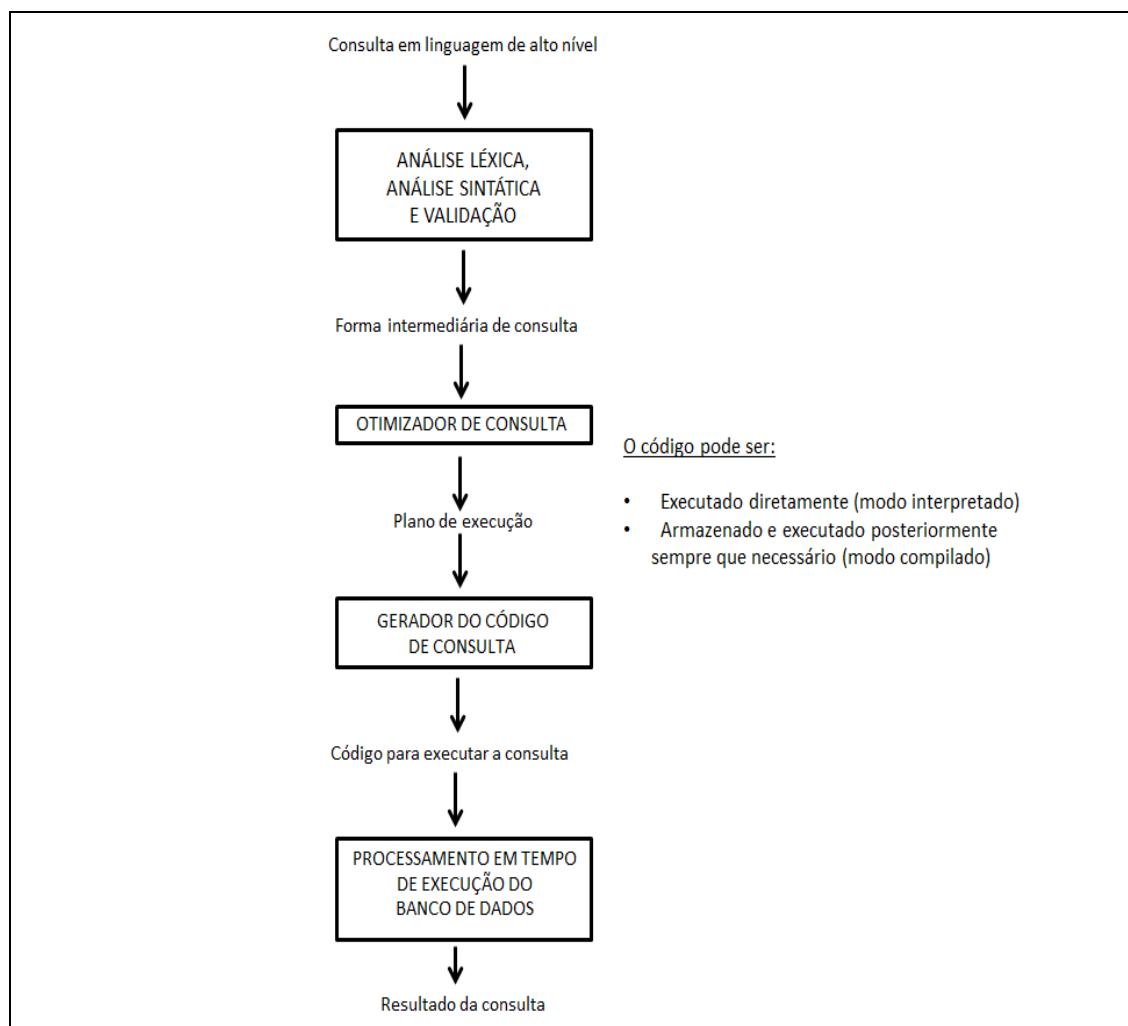 Consulta em linguagem de alto nível
ANÁLISE LÉXICA,
ANÁLISE SINTÁTICA
E VALIDAÇÃO
Forma intermediária de consulta
OTIMIZADOR DE CONSULTA
O código pode ser:
• Executado diretamente (modo interpretado)
• Armazenado e executado posteriormente
sempre que necessário (modo compilado)
Plano de execução
GERADOR DO CÓDIGO
DE CONSULTA
Código para executar a consulta
PROCESSAMENTO EM TEMPO
DE EXECUÇÃO DO
BANCO DE DADOS
Resultado da consulta